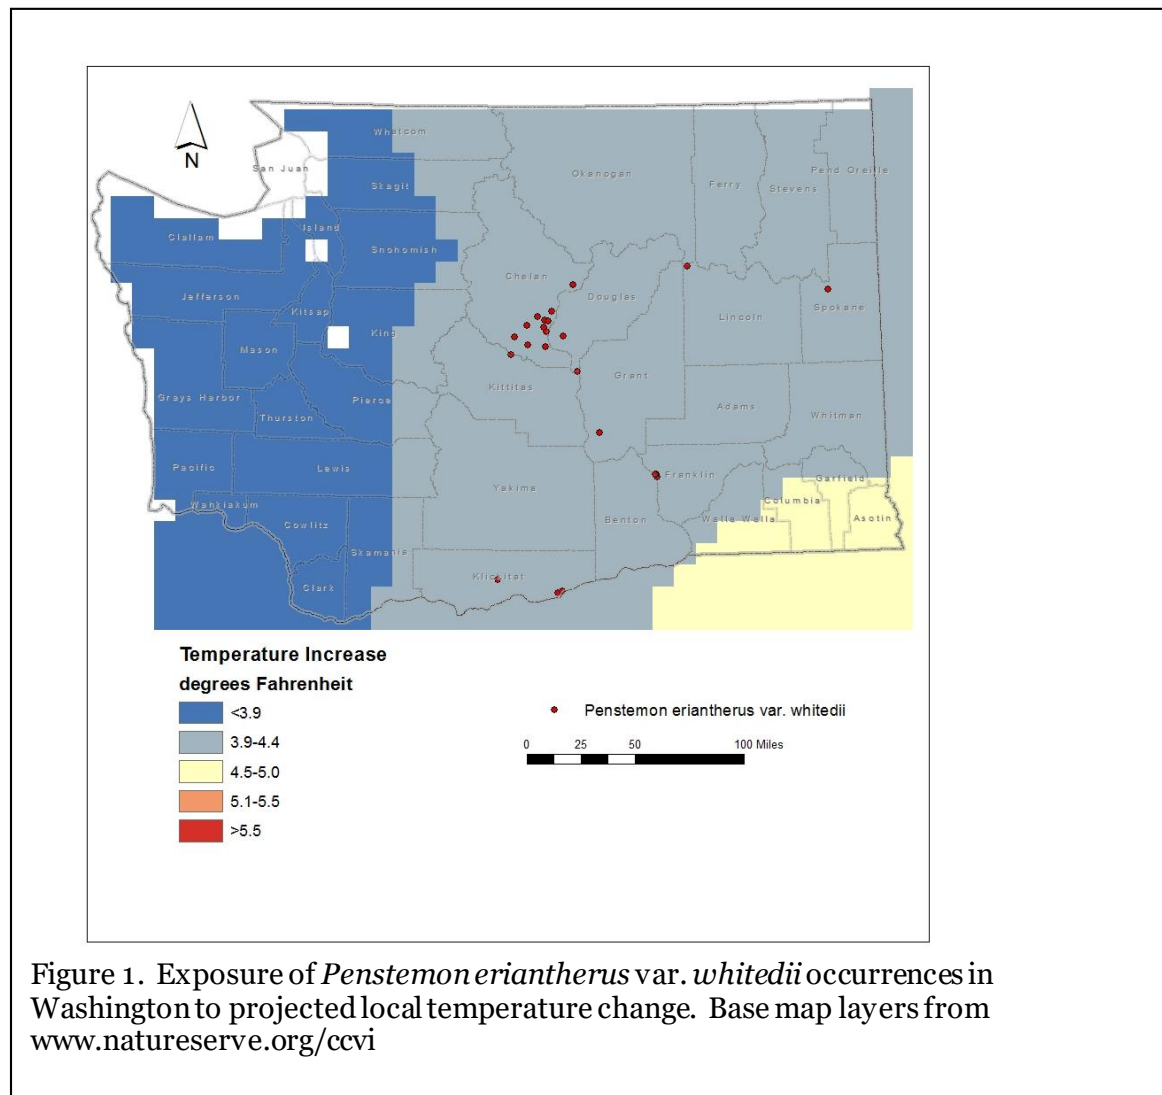 N
Whatcom
San Juan
Skagit
Okanogan
Ferry
Stevens
Pend Oreille
Clallam
Island
Snohomish
Chelan
Douglas
Jefferson
Kitsap
King
Lincoln
Spokane
Mason
Kittitas
Grant
Grays Harbor
Thurston
Pierce
Adams
Whitman
Pacific
Lewis
Yakima
Franklin
Garfield
Wahkiakum
Cowlitz
Benton
Walla Walla
Columbia
Asotin
Skamania
Clark
Klickitat
Temperature Increase
degrees Fahrenheit
<3.9
3.9-4.4
4.5-5.0
5.1-5.5
>5.5
Penstemon eriantherus var. whitedii
0 25 50 100 Miles
Figure 1. Exposure of Penstemon eriantherus var. whitedii occurrences in
Washington to projected local temperature change. Base map layers from
www.natureserve.org/ccvi